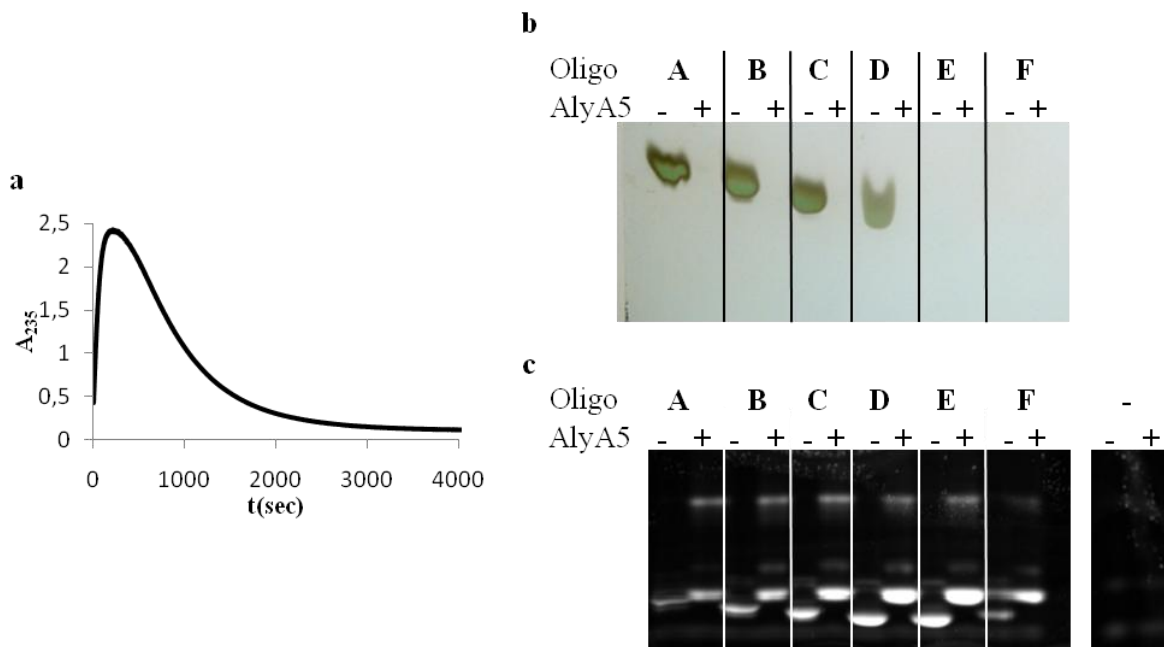 a
2,5
2
1,5
1
0,5
0
A235
0 1000 2000 3000 4000
t(sec)
b
Oligo A B C D E F
AlyA5 - + - + - + - + - + - +
c
Oligo A B C D E F -
AlyA5 - + - + - + - + - + - + - +